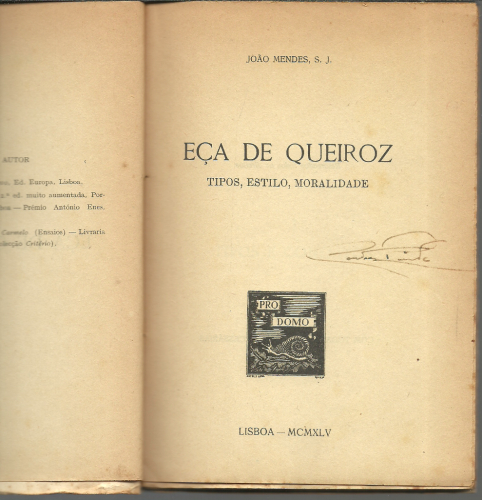 AUTOR
Ed. Europa. Lisboa.
ed. muito aumentada. Por-
— Prémio António Enes.
(Ensaios) — Livraria
Critério).
JOÃO MENDES, S. J.
EÇA DE QUEIROZ
TIPOS, ESTILO, MORALIDADE
PRO
DOMO
LISBOA — MCMXLV